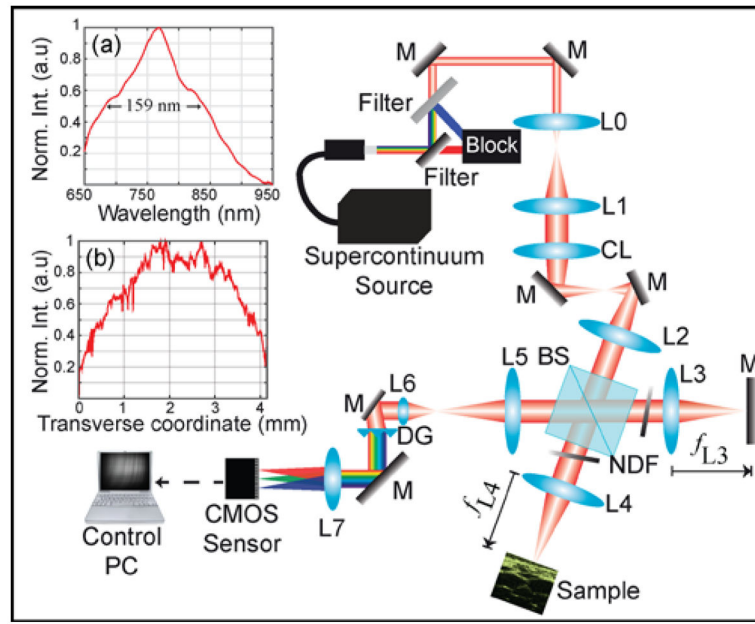 (a)
Norm. Int. (a.u)
1
0.8
0.6
0.4
0.2
159 nm
650
750
850
950
Wavelength (nm)
(b)
Norm. Int. (a.u)
1
0.8
0.6
0.4
0.2
0
1
2
3
4
Transverse coordinate (mm)
M
M
Filter
Block
Filter
Supercontinuum
Source
L0
L1
CL
M
M
L2
L5
BS
L3
M
L6
M
DG
NDF
fL3
M
L4
fL4
L7
CMOS
Sensor
Control
PC
Sample